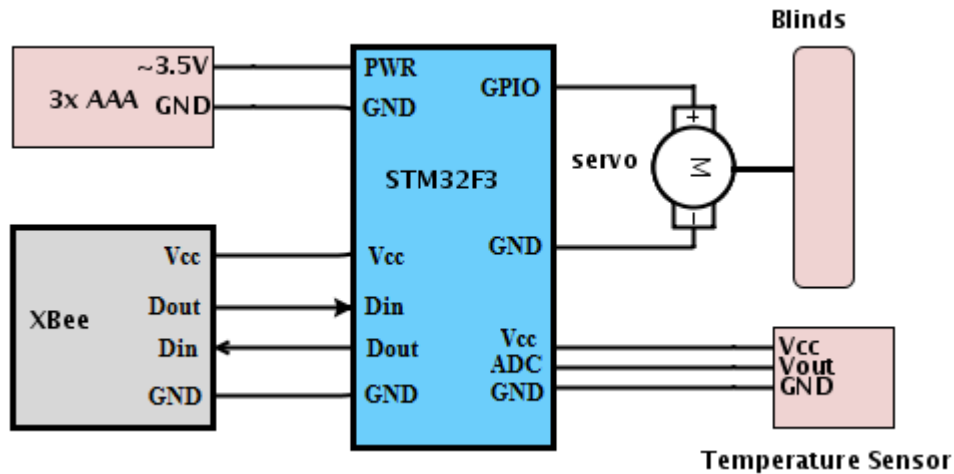 Blinds
~3.5V
3x AAA
GND
PWR
GND
STM32F3
GPIO
servo
+
M
-
GND
XBee
Vcc
Dout
Din
GND
Vcc
Din
Dout
GND
Vcc
ADC
GND
Vcc
Vout
GND
Temperature Sensor